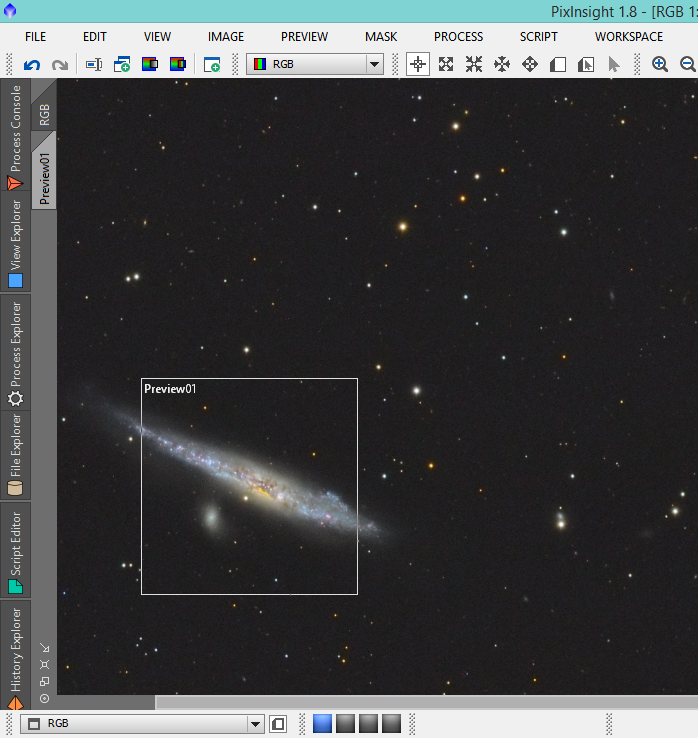 PixInsight 1.8 - [RGB 1:
FILE EDIT VIEW IMAGE PREVIEW MASK PROCESS SCRIPT WORKSPACE
RGB
Process Console
View Explorer
Process Explorer
File Explorer
Script Editor
History Explorer
RGB
Preview01
Preview01
RGB